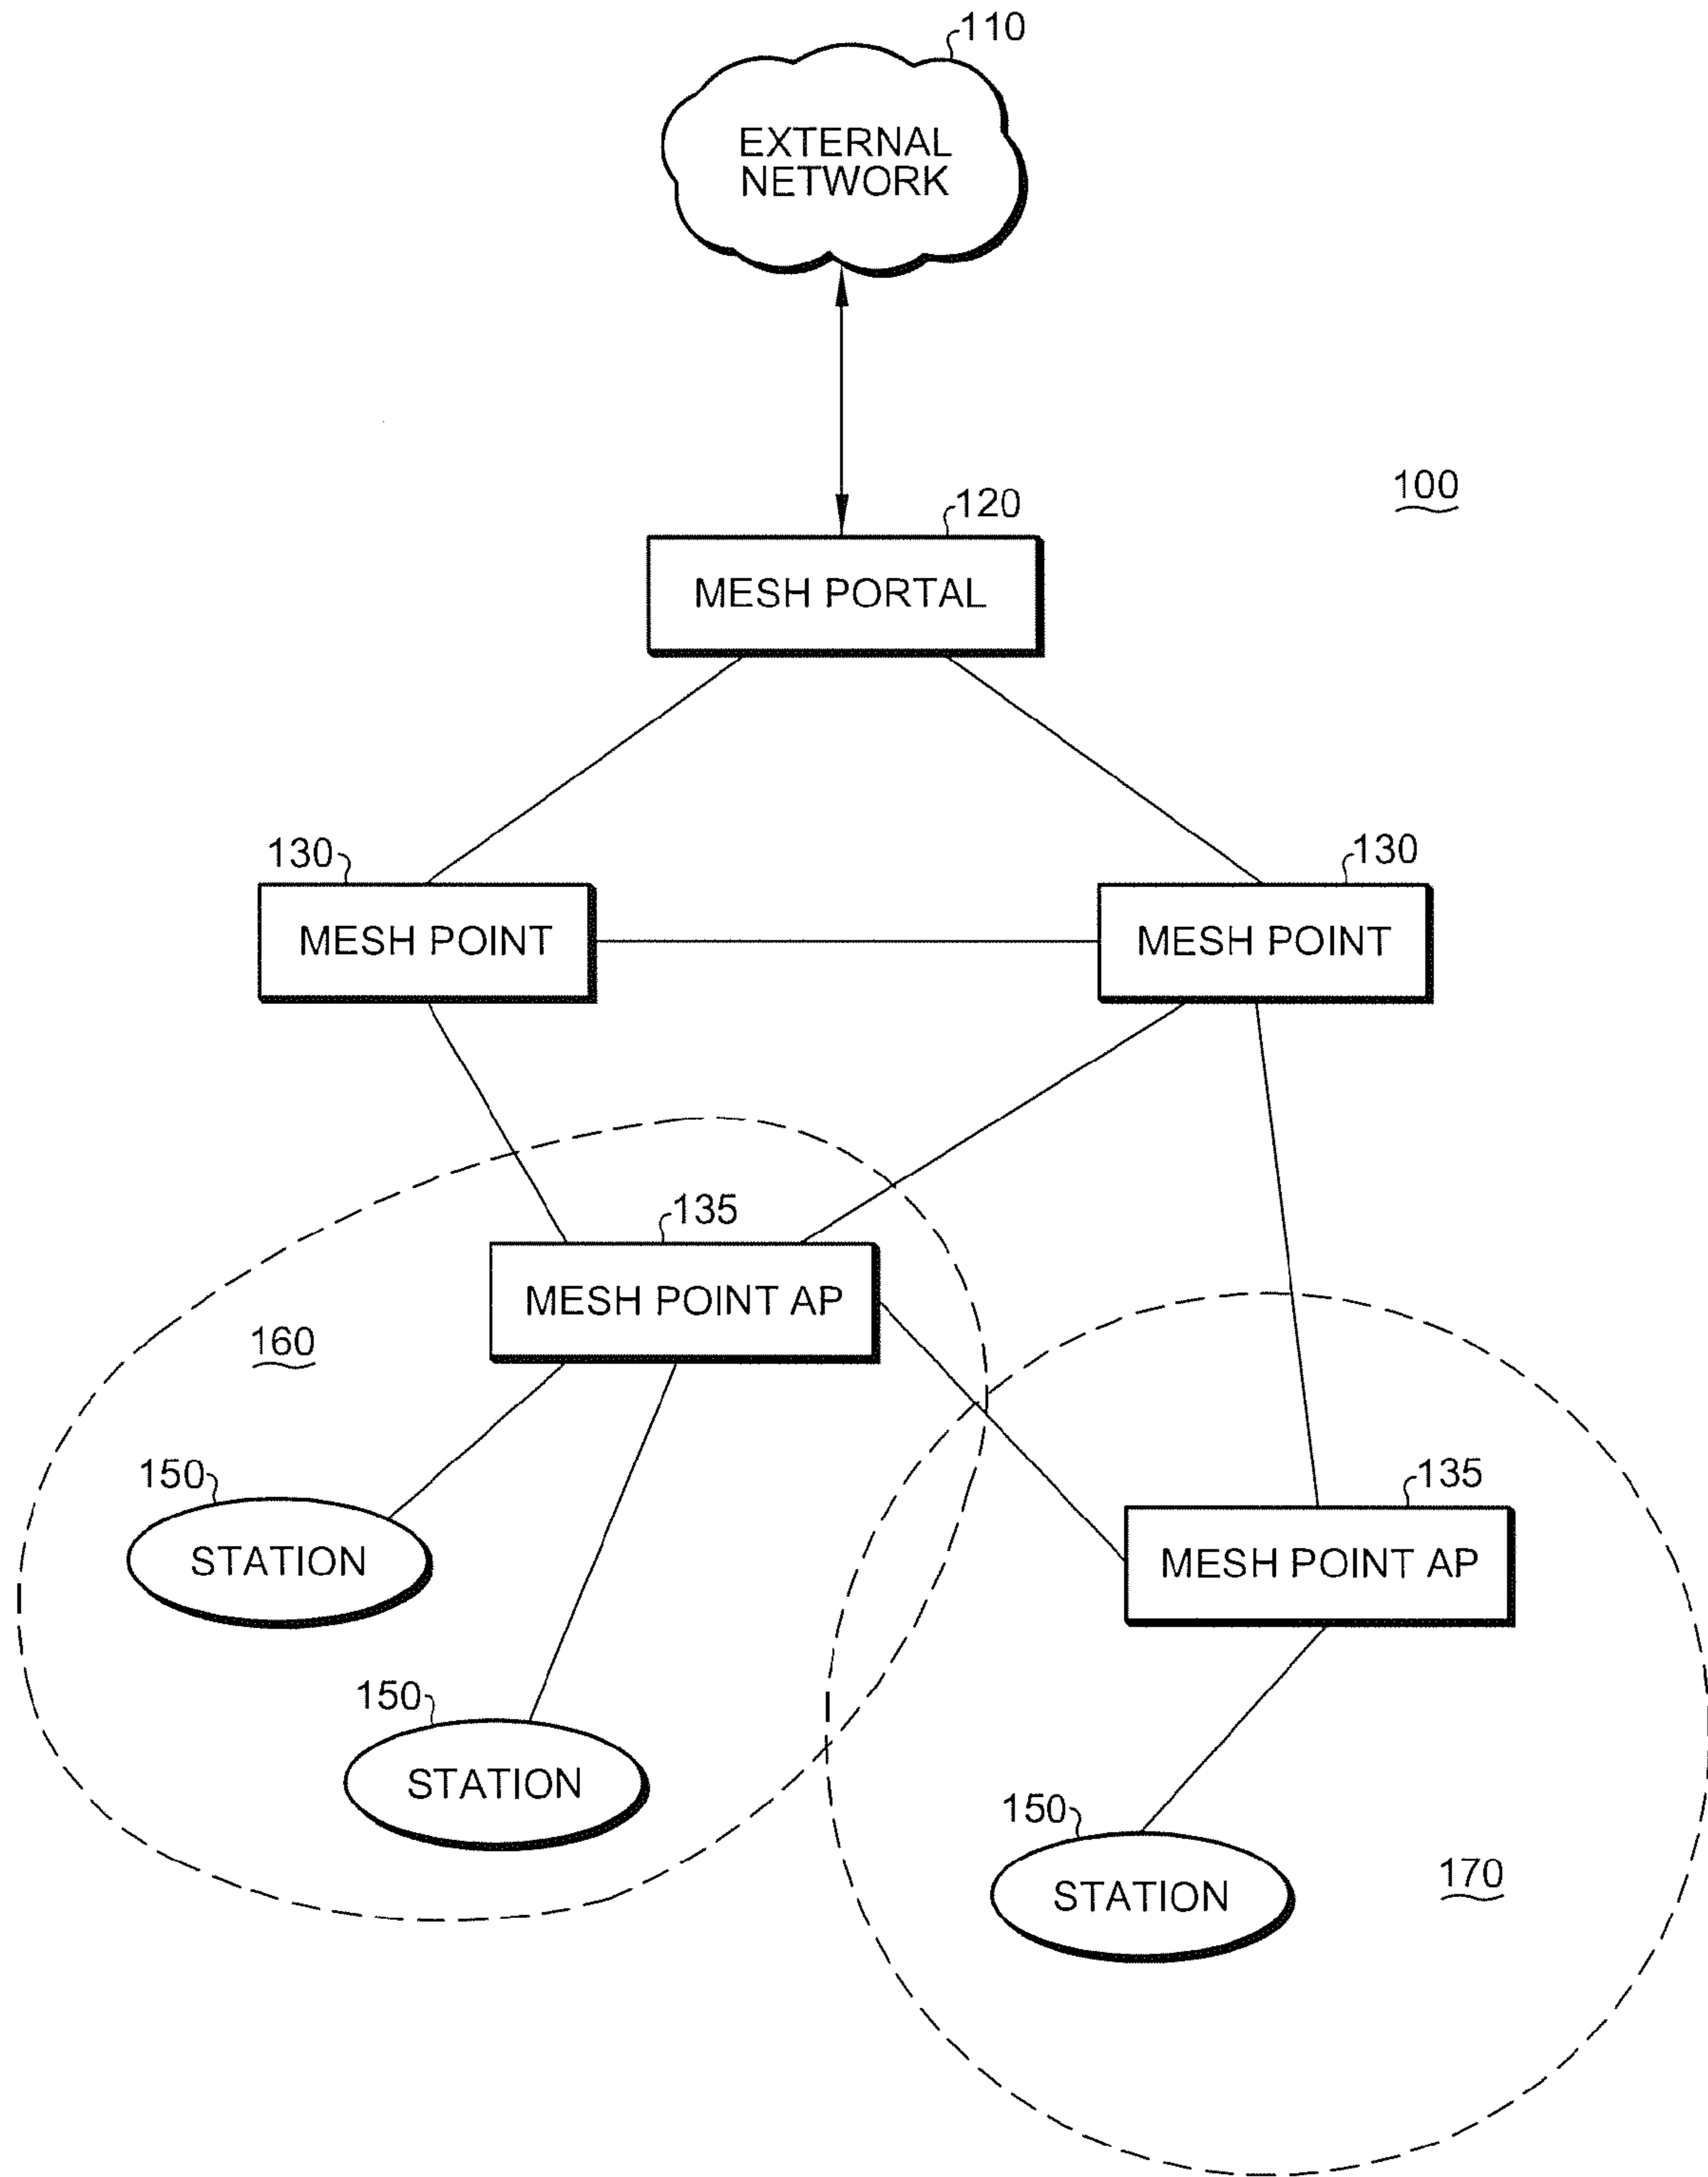 110
EXTERNAL
NETWORK
100
120
MESH PORTAL
130
130
MESH POINT
MESH POINT
135
MESH POINT AP
160
150
STATION
135
MESH POINT AP
150
STATION
150
STATION
170